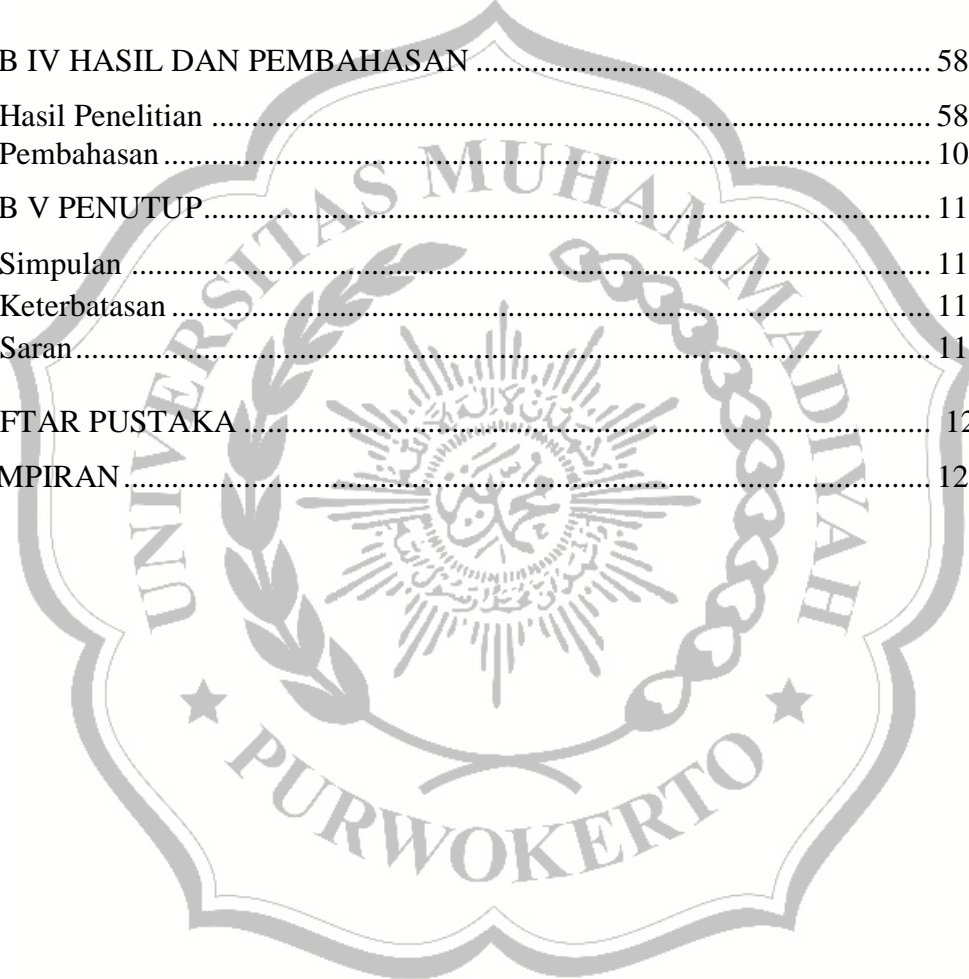 B IV HASIL DAN PEMBAHASAN ......................................................... 58
Hasil Penelitian .......................................................................................... 58
Pembahasan ................................................................................................ 10
B V PENUTUP ........................................................................................... 11
Simpulan .................................................................................................... 11
Keterbatasan ............................................................................................... 11
Saran ........................................................................................................... 11
FTAR PUSTAKA ...................................................................................... 12
MPIRAN ..................................................................................................... 12
UNIVERSITAS MUHAMMADIYAH
PURWOKERTO